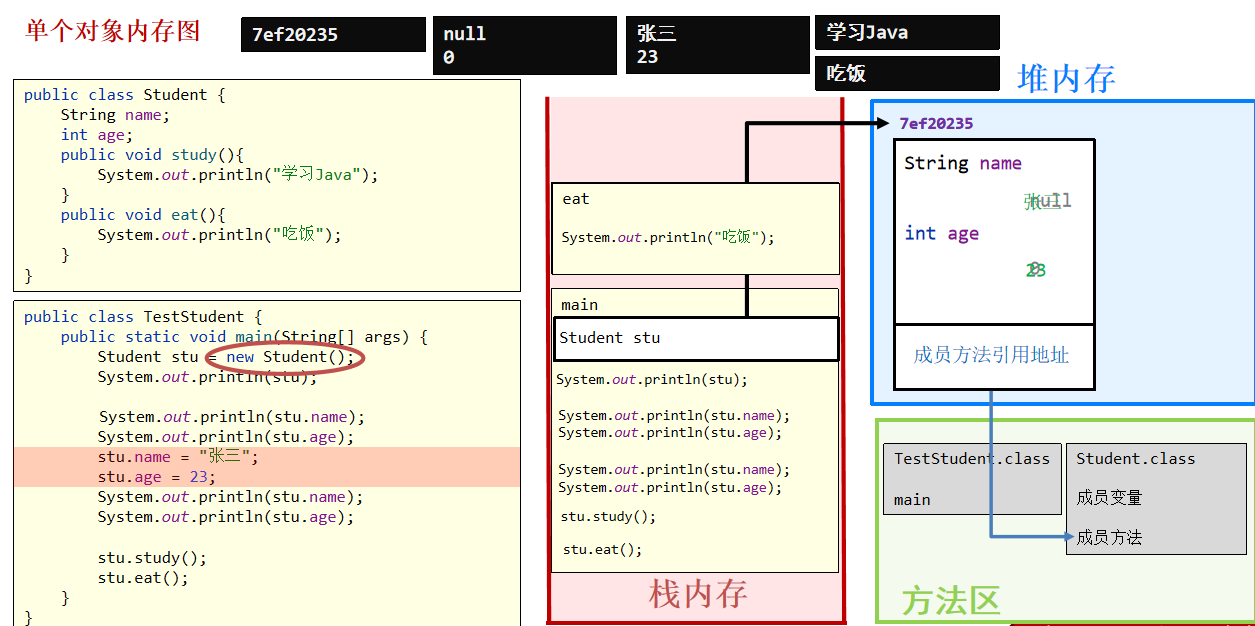 单个对象内存图
7ef20235
null
0
张三
23
学习Java
吃饭
public class Student {
String name;
int age;
public void study(){
System.out.println("学习Java");
}
public void eat(){
System.out.println("吃饭");
}
}
public class TestStudent {
public static void main(String[] args) {
Student stu = new Student();
System.out.println(stu);
System.out.println(stu.name);
System.out.println(stu.age);
stu.name = "张三";
stu.age = 23;
System.out.println(stu.name);
System.out.println(stu.age);
stu.study();
stu.eat();
}
}
eat
System.out.println("吃饭");
main
Student stu
System.out.println(stu);
System.out.println(stu.name);
System.out.println(stu.age);
System.out.println(stu.name);
System.out.println(stu.age);
stu.study();
stu.eat();
栈内存
堆内存
7ef20235
String name
null
张三
int age
0
23
成员方法引用地址
TestStudent.class
main
Student.class
成员变量
成员方法
方法区